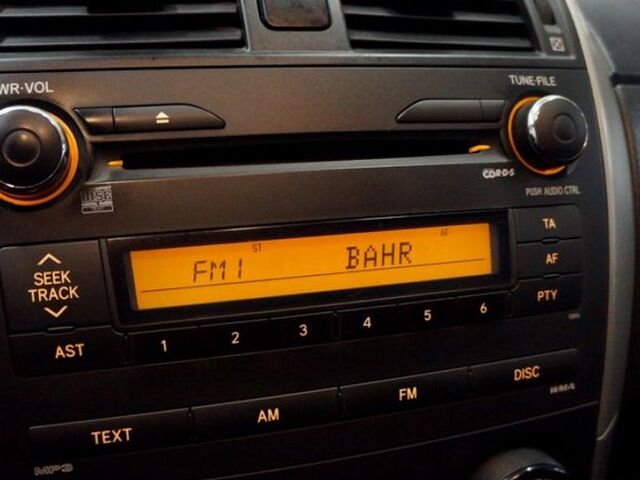 WR·VOL
TUNE·FILE
PUSH AUDIO CTRL
ST
AF
FM1 BAHR
TA
AF
PTY
SEEK
TRACK
AST
1 2 3 4 5 6
TEXT
AM
FM
DISC
MP3
WMA